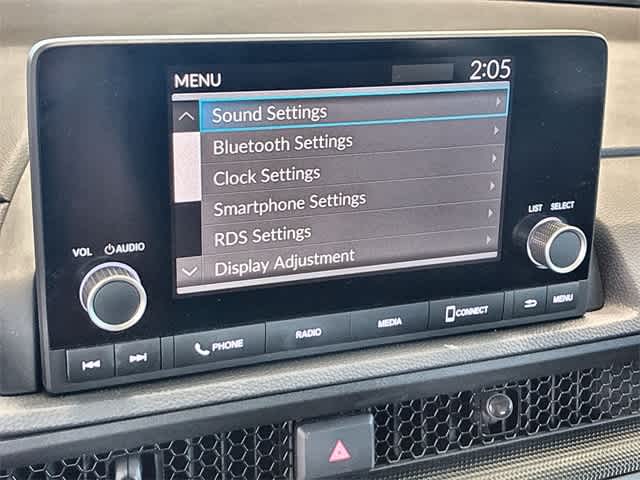 MENU 2:05
Sound Settings
Bluetooth Settings
Clock Settings
Smartphone Settings
RDS Settings
Display Adjustment
VOL AUDIO
LIST SELECT
PHONE RADIO MEDIA CONNECT MENU